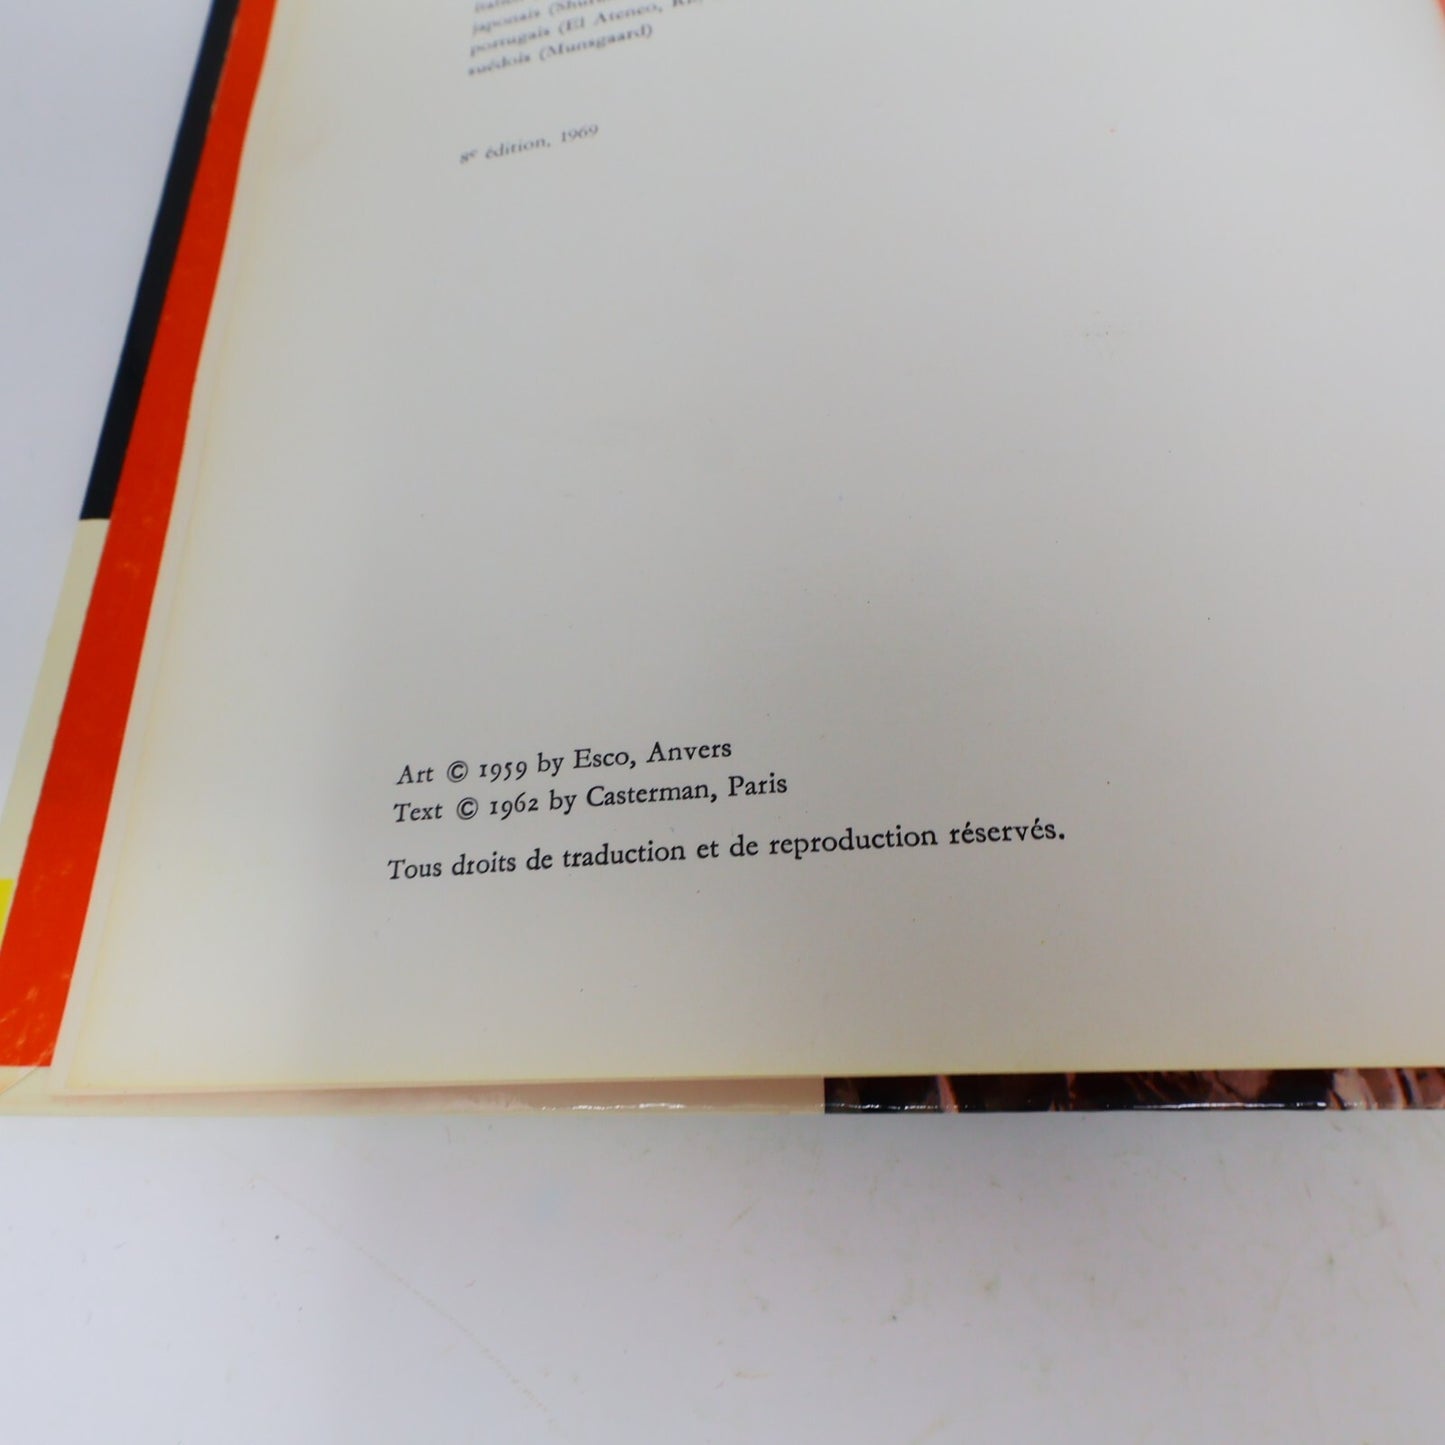 italien
japonais
portugais (El Ateneo,
suédois (Munsgaard)
8e édition, 1969
Art © 1959 by Esco, Anvers
Text © 1962 by Casterman, Paris
Tous droits de traduction et de reproduction réservés.